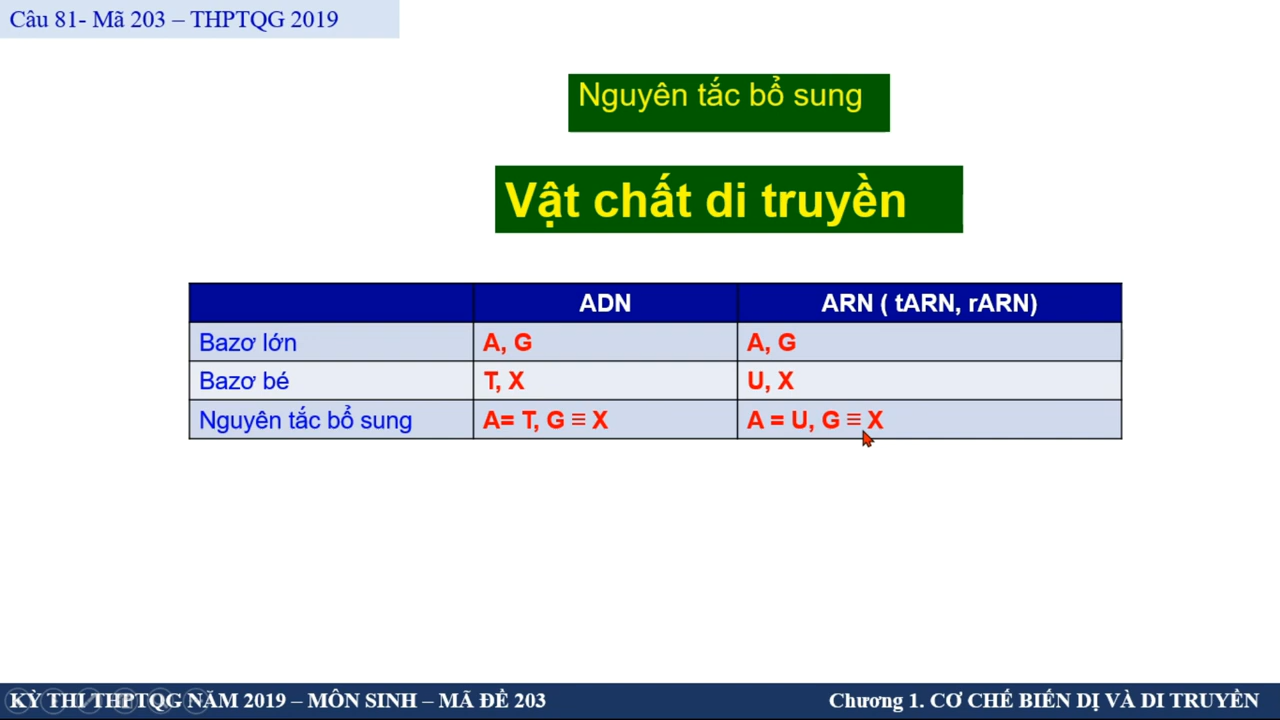 Câu 81- Mã 203 – THPTQG 2019
Nguyên tắc bổ sung
Vật chất di truyền
ADN ARN ( tARN, rARN)
Bazơ lớn A, G A, G
Bazơ bé T, X U, X
Nguyên tắc bổ sung A= T, G ≡ X A = U, G ≡ X
KỲ THI THPTQG NĂM 2019 – MÔN SINH – MÃ ĐỀ 203 Chương 1. CƠ CHẾ BIẾN DỊ VÀ DI TRUYỀN